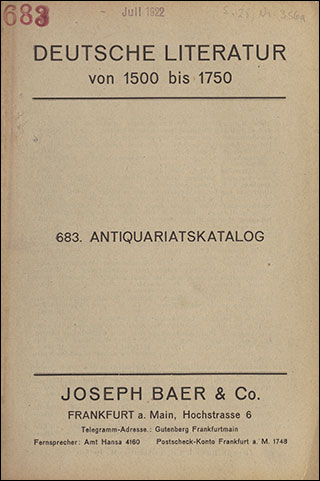 683
- Juli 1922
DEUTSCHE LITERATUR
von 1500 bis 1750
683. ANTIQUARIATSKATALOG
JOSEPH BAER & Co.
FRANKFURT a. Main, Hochstrasse 6
Telegramm-Adresse.: Gutenberg Frankfurtmain
Fernsprecher: Amt Hansa 4160 Postscheck-Konto Frankfurt a. M. 1748